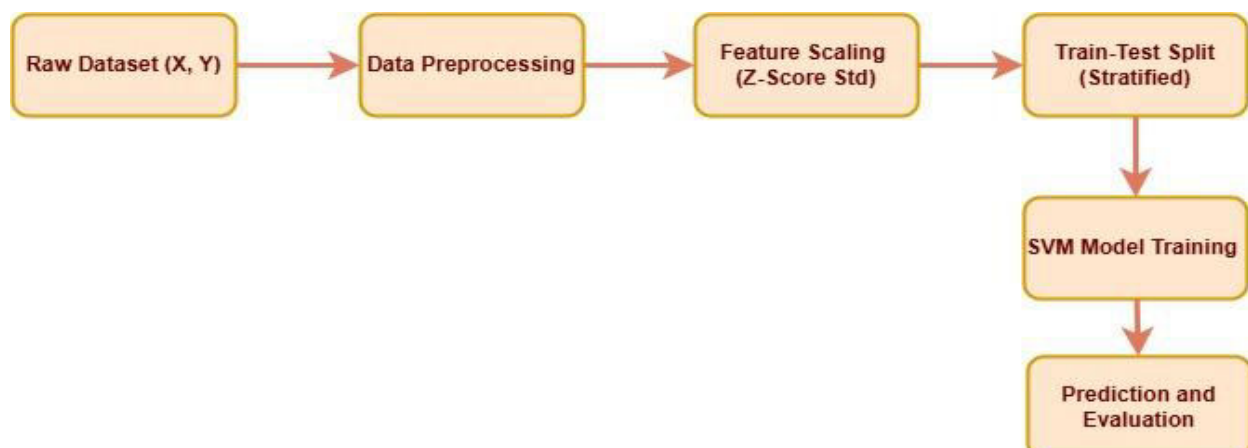 Raw Dataset (X, Y)
Data Preprocessing
Feature Scaling
(Z-Score Std)
Train-Test Split
(Stratified)
SVM Model Training
Prediction and
Evaluation